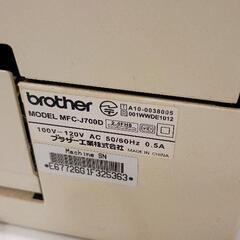 brother
A10-0038005
001WWDE1012
MODEL MFC-J700D
100V-120V AC 50/60Hz 0.5A
ブラザー工業株式会社
MADE IN CHINA
Machine SN
*E67726G1F325363*